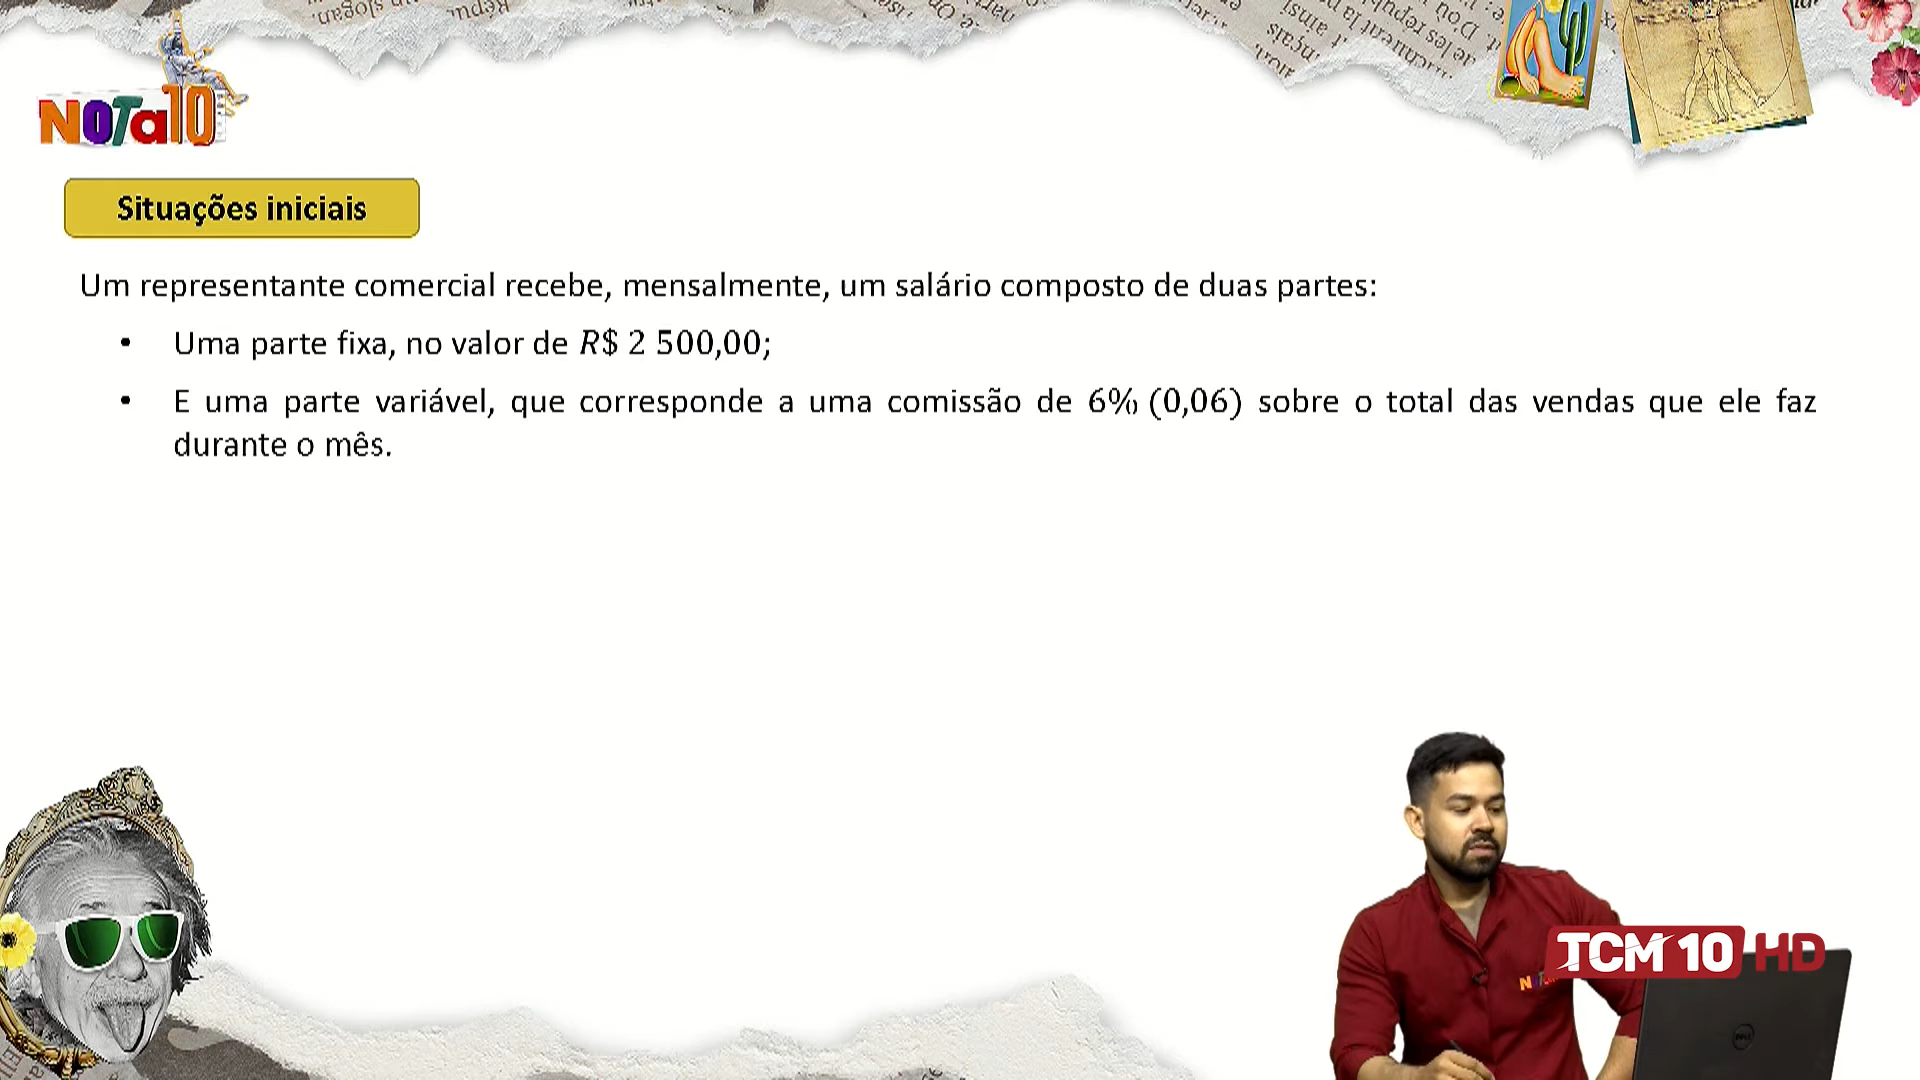 NOTa10
Situações iniciais
Um representante comercial recebe, mensalmente, um salário composto de duas partes:
• Uma parte fixa, no valor de R$ 2 500,00;
• E uma parte variável, que corresponde a uma comissão de 6% (0,06) sobre o total das vendas que ele faz
durante o mês.
TCM 10 HD
DELL